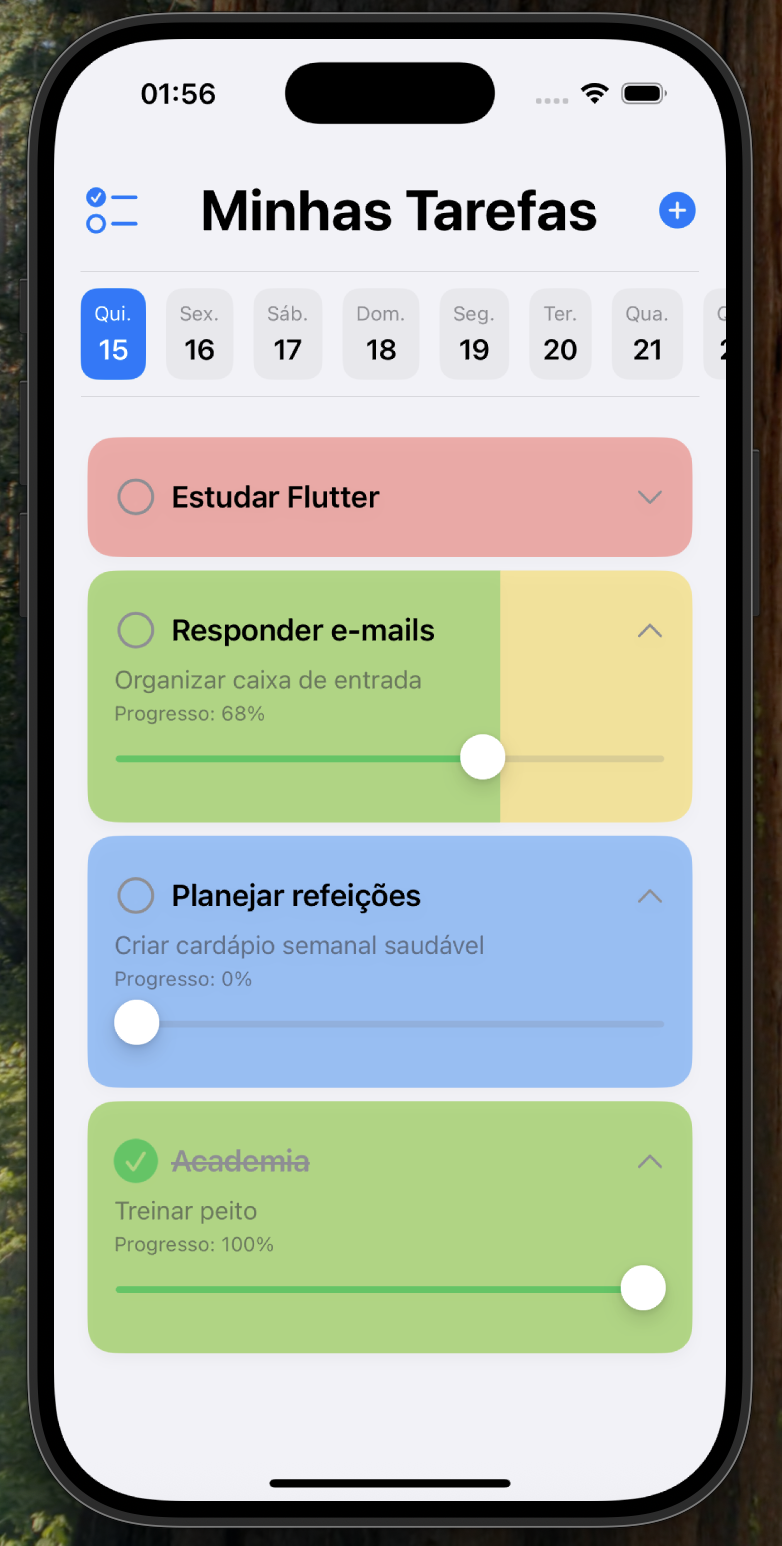 01:56
Minhas Tarefas
Qui. Sex. Sáb. Dom. Seg. Ter. Qua.
15 16 17 18 19 20 21
Estudar Flutter
Responder e-mails
Organizar caixa de entrada
Progresso: 68%
Planejar refeições
Criar cardápio semanal saudável
Progresso: 0%
Academia
Treinar peito
Progresso: 100%